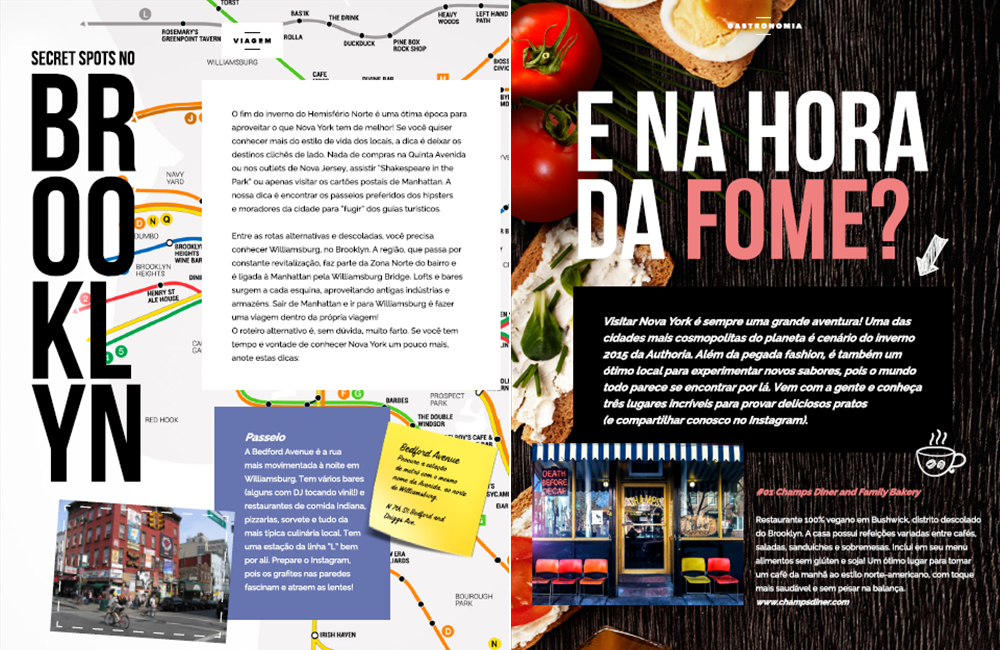 L
TORST
ROSEMARY'S
GREENPOINT TAVERN
BAS'IK
ROLLA
THE DRINK
DUCKDUCK
PINE BOX
ROCK SHOP
HEAVY
WOODS
LEFT HAND
PATH
VIAGEM
WILLIAMSBURG
CAFE
DIVINE BAR
SECRET SPOTS NO
BR
OO
KL
YN
J
NAVY
YARD
D N Q
DUMBO
BROOKLYN
HEIGHTS
WINE BAR
BROOKLYN
HEIGHTS
HENRY ST
ALE HOUSE
2
4 5
RED HOOK
O fim do inverno do Hemisfério Norte é uma ótima época para
aproveitar o que Nova York tem de melhor! Se você quiser
conhecer mais do estilo de vida dos locais, a dica é deixar os
destinos clichês de lado. Nada de compras na Quinta Avenida
ou nos outlets de Nova Jersey, assistir "Shakespeare in the
Park" ou apenas visitar os cartões postais de Manhattan. A
nossa dica é encontrar os passeios preferidos dos hipsters
e moradores da cidade para "fugir" dos guias turísticos.
Entre as rotas alternativas e descoladas, você precisa
conhecer Williamsburg, no Brooklyn. A região, que passa por
constante revitalização, faz parte da Zona Norte do bairro e
é ligada à Manhattan pela Williamsburg Bridge. Lofts e bares
surgem a cada esquina, aproveitando antigas indústrias e
armazéns. Sair de Manhattan e ir para Williamsburg é fazer
uma viagem dentro da própria viagem!
O roteiro alternativo é, sem dúvida, muito farto. Se você tem
tempo e vontade de conhecer Nova York um pouco mais,
anote estas dicas:
F G
BARBES
PROSPECT
PARK
THE DOUBLE
WINDSOR
Passeio
A Bedford Avenue é a rua
mais movimentada à noite em
Williamsburg. Tem vários bares
(alguns com DJ tocando vinil!) e
restaurantes de comida indiana,
pizzarias, sorvete e tudo da
mais típica culinária local. Tem
uma estação da linha "L" bem
por ali. Prepare o Instagram,
pois os grafites nas paredes
fascinam e atraem as lentes!
Bedford Avenue
Procure a estação
de metrô com o mesmo
nome da Avenida, ao norte
de Williamsburg.
N 7th St Bedford and
Driggs Ave.
BOUROUGH
PARK
D
N
IRISH HAVEN
GASTRONOMIA
E NA HORA
DA FOME?
Visitar Nova York é sempre uma grande aventura! Uma das
cidades mais cosmopolitas do planeta é cenário do Inverno
2015 da Authoria. Além da pegada fashion, é também um
ótimo local para experimentar novos sabores, pois o mundo
todo parece se encontrar por lá. Vem com a gente e conheça
três lugares incríveis para provar deliciosos pratos
(e compartilhar conosco no Instagram).
DEATH
BEFORE
DECAF
#01 Champs Diner and Family Bakery
Restaurante 100% vegano em Bushwick, distrito descolado
do Brooklyn. A casa possui refeições variadas entre cafés,
saladas, sanduíches e sobremesas. Inclui em seu menu
alimentos sem glúten e soja! Um ótimo lugar para tomar
um café da manhã ao estilo norte-americano, com toque
mais saudável e sem pesar na balança.
www.champsdiner.com